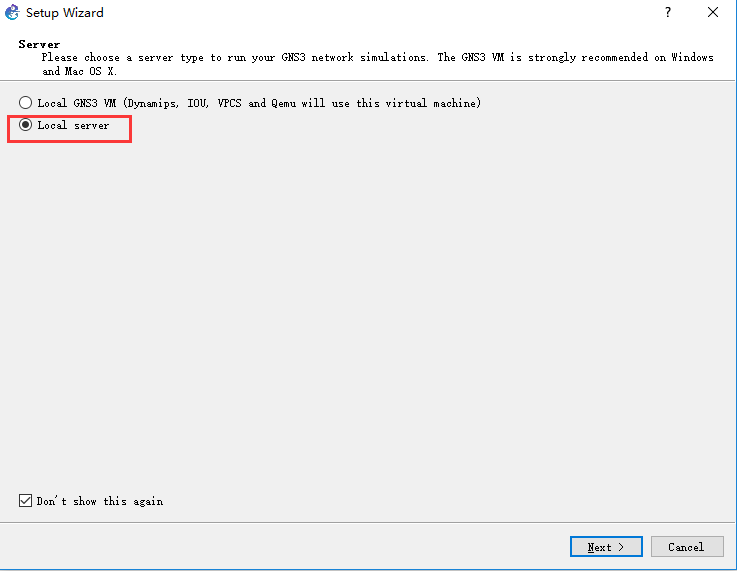 Setup Wizard
Server
Please choose a server type to run your GNS3 network simulations. The GNS3 VM is strongly recommended on Windows
and Mac OS X.
Local GNS3 VM (Dynamips, IOU, VPCS and Qemu will use this virtual machine)
Local server
Don't show this again
Next >
Cancel